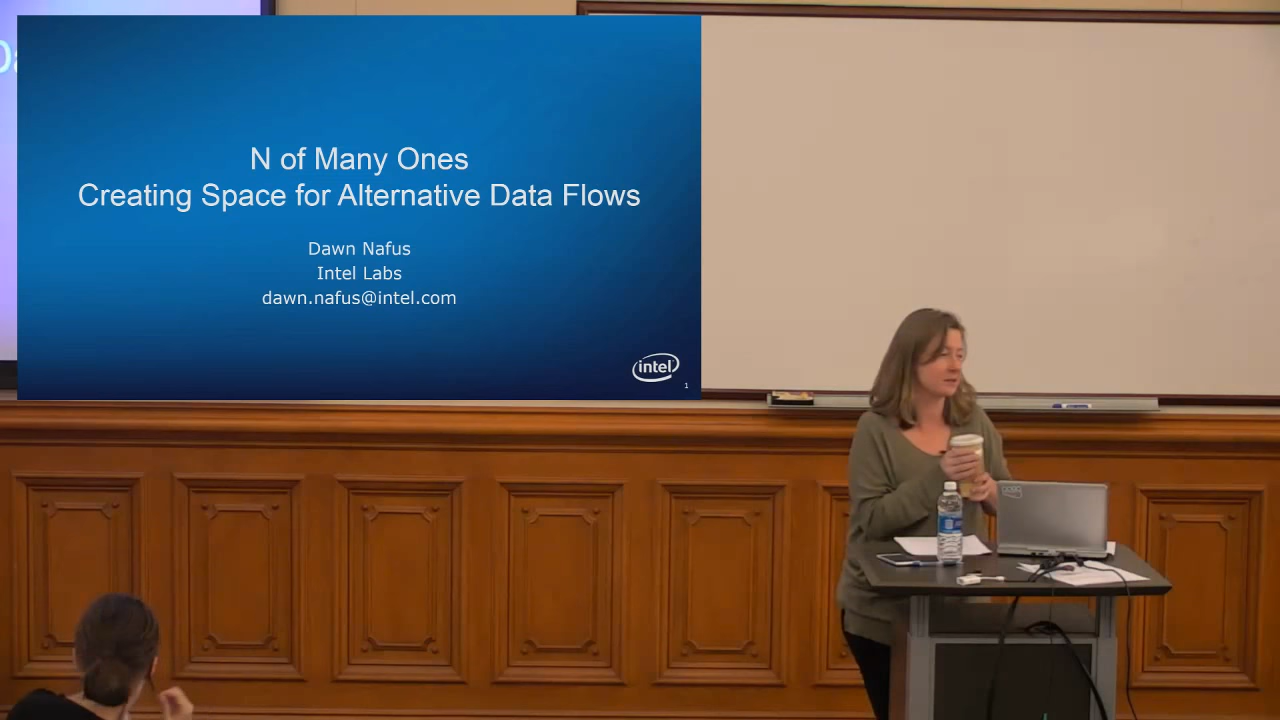 N of Many Ones
Creating Space for Alternative Data Flows
Dawn Nafus
Intel Labs
dawn.nafus@intel.com
intel
1
Da